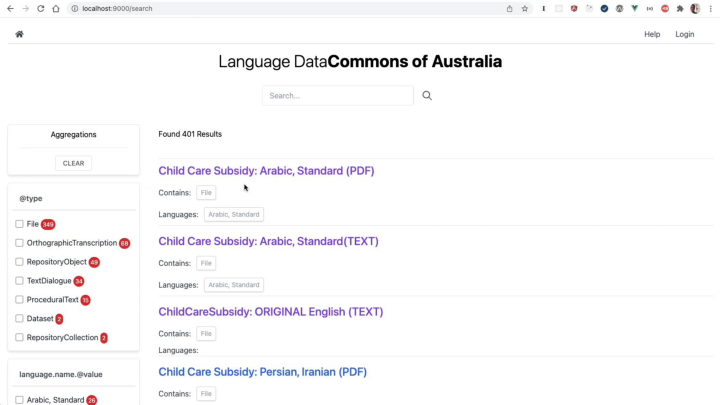 localhost:9000/search
Help
Login
Language DataCommons of Australia
Search...
Aggregations
CLEAR
Found 401 Results
@type
File 349
OrthographicTranscription 88
RepositoryObject 49
TextDialogue 34
ProceduralText 15
Dataset 2
RepositoryCollection 2
language.name.@value
Arabic, Standard 26
Child Care Subsidy: Arabic, Standard (PDF)
Contains: File
Languages: Arabic, Standard
Child Care Subsidy: Arabic, Standard(TEXT)
Contains: File
Languages: Arabic, Standard
ChildCareSubsidy: ORIGINAL English (TEXT)
Contains: File
Languages:
Child Care Subsidy: Persian, Iranian (PDF)
Contains: File